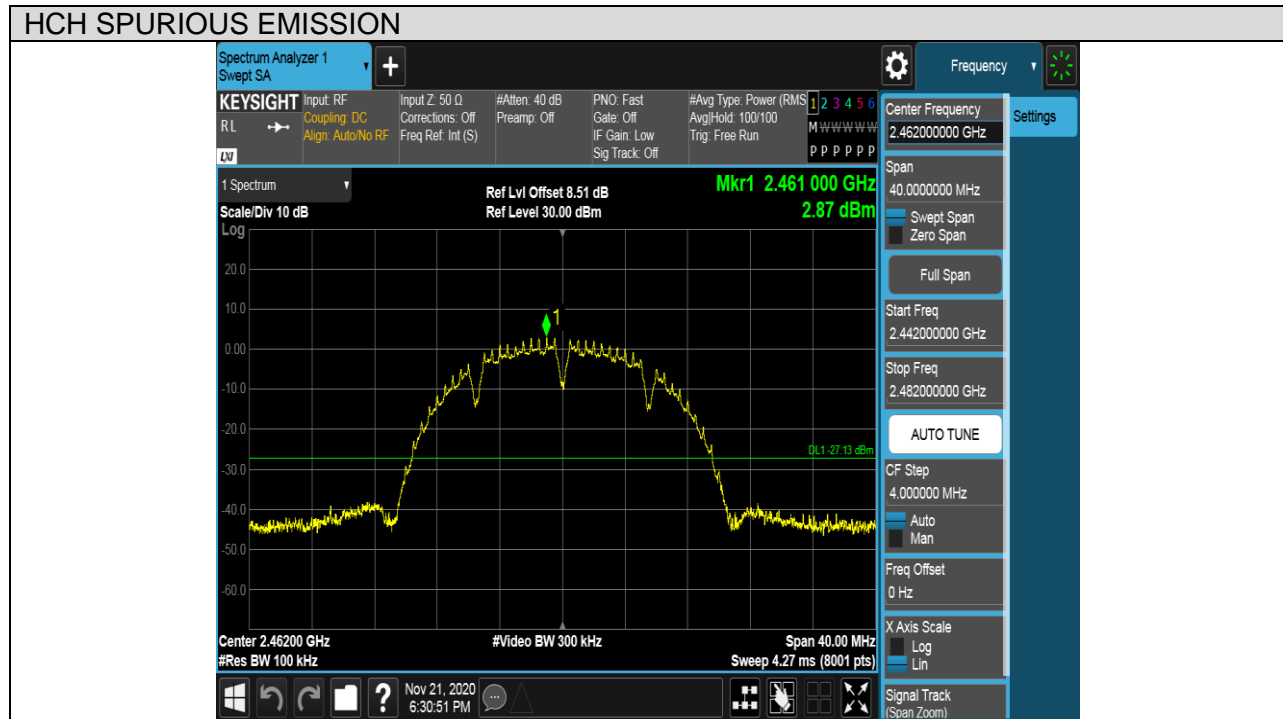 HCH SPURIOUS EMISSION
Spectrum Analyzer 1
Swept SA
+
Frequency
KEYSIGHT
RL
LXI
Input: RF
Coupling: DC
Align: Auto/No RF
Input Z: 50 Ω
Corrections: Off
Freq Ref: Int (S)
#Atten: 40 dB
Preamp: Off
PNO: Fast
Gate: Off
IF Gain: Low
Sig Track: Off
#Avg Type: Power (RMS
Avg|Hold: 100/100
Trig: Free Run
1 2 3 4 5 6
M W W W W W
P P P P P P
1 Spectrum
Scale/Div 10 dB
Log
Ref Lvl Offset 8.51 dB
Ref Level 30.00 dBm
Mkr1 2.461 000 GHz
2.87 dBm
20.0
10.0
0.00
-10.0
-20.0
-30.0
-40.0
-50.0
-60.0
1
DL1 -27.13 dBm
Center 2.46200 GHz
#Res BW 100 kHz
#Video BW 300 kHz
Span 40.00 MHz
Sweep 4.27 ms (8001 pts)
Center Frequency
2.462000000 GHz
Settings
Span
40.0000000 MHz
Swept Span
Zero Span
Full Span
Start Freq
2.442000000 GHz
Stop Freq
2.482000000 GHz
AUTO TUNE
CF Step
4.000000 MHz
Auto
Man
Freq Offset
0 Hz
X Axis Scale
Log
Lin
Signal Track
(Span Zoom)
?
Nov 21, 2020
6:30:51 PM